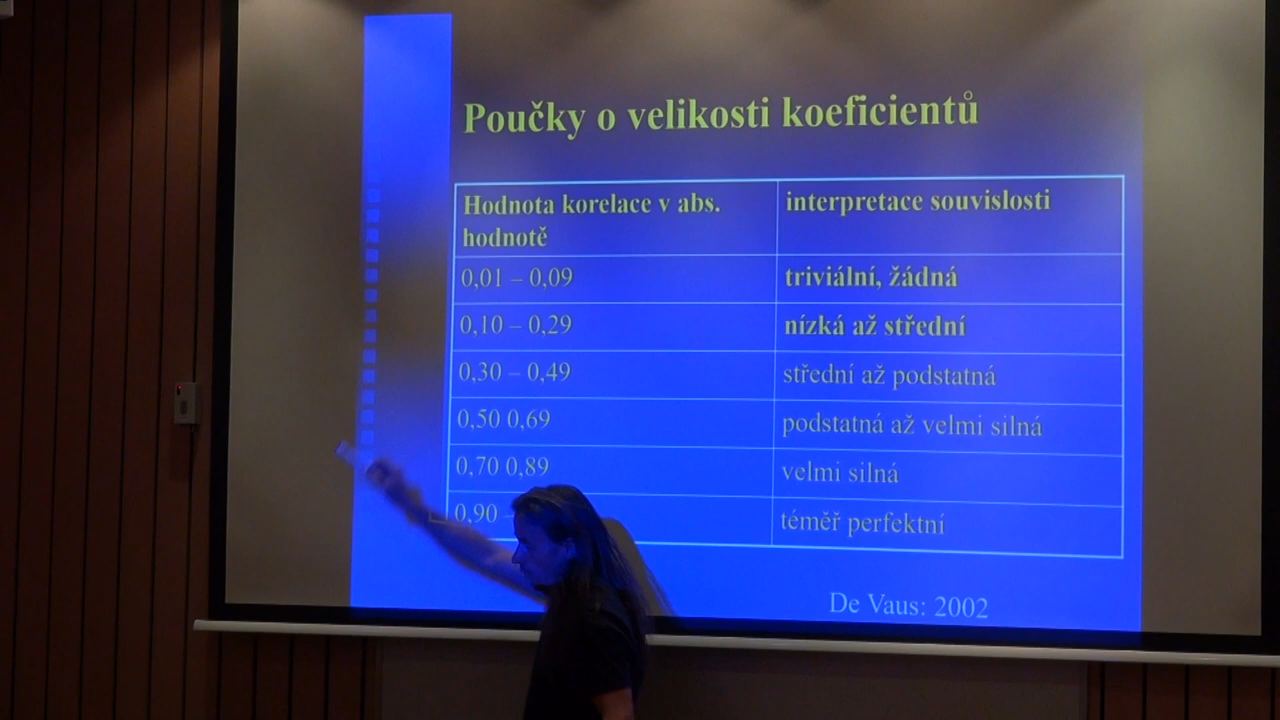 Poučky o velikosti koeficientů
Hodnota korelace v abs. hodnotě interpretace souvislosti
0,01 – 0,09 triviální, žádná
0,10 – 0,29 nízká až střední
0,30 – 0,49 střední až podstatná
0,50 0,69 podstatná až velmi silná
0,70 0,89 velmi silná
0,90 – téměř perfektní
De Vaus: 2002